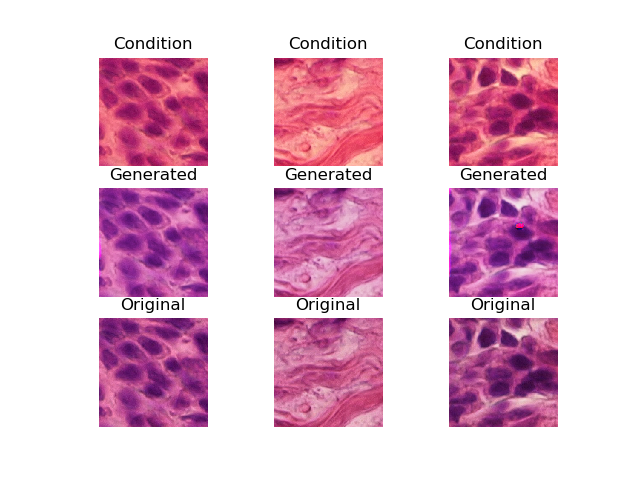 Condition Condition Condition
Generated Generated Generated
Original Original Original